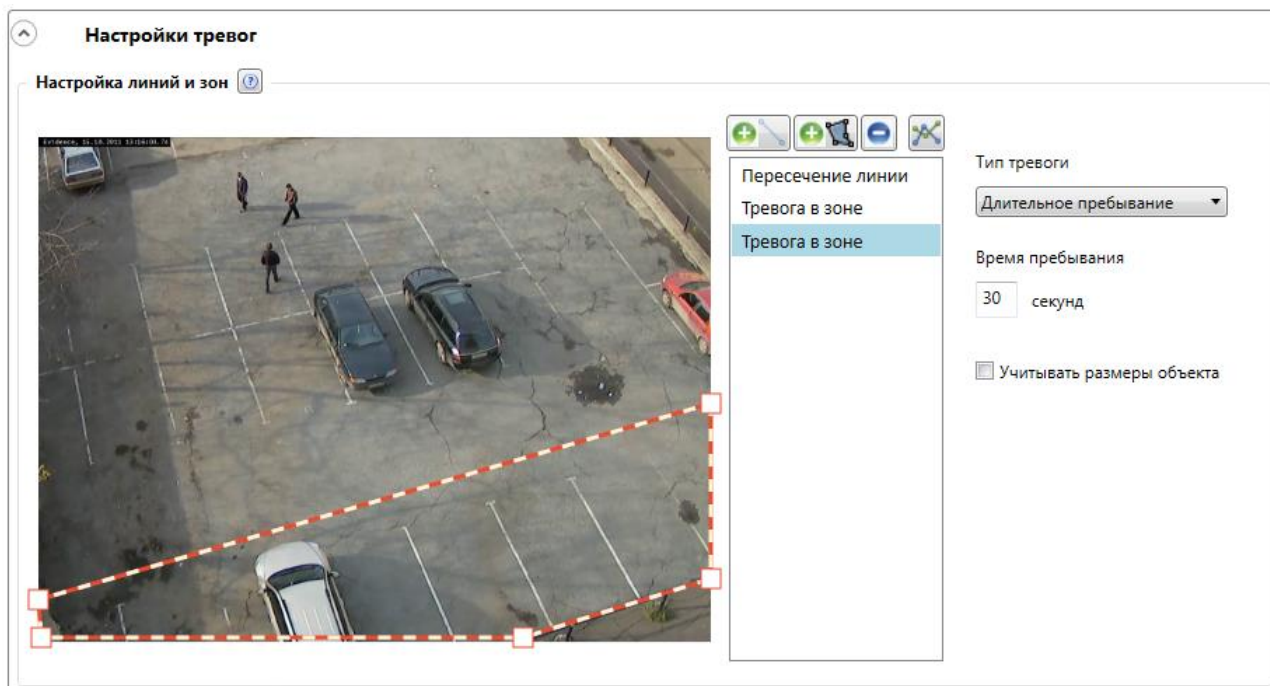 Настройки тревог
Настройка линий и зон
Пересечение линии
Тревога в зоне
Тревога в зоне
Тип тревоги
Длительное пребывание
Время пребывания
30 секунд
Учитывать размеры объекта